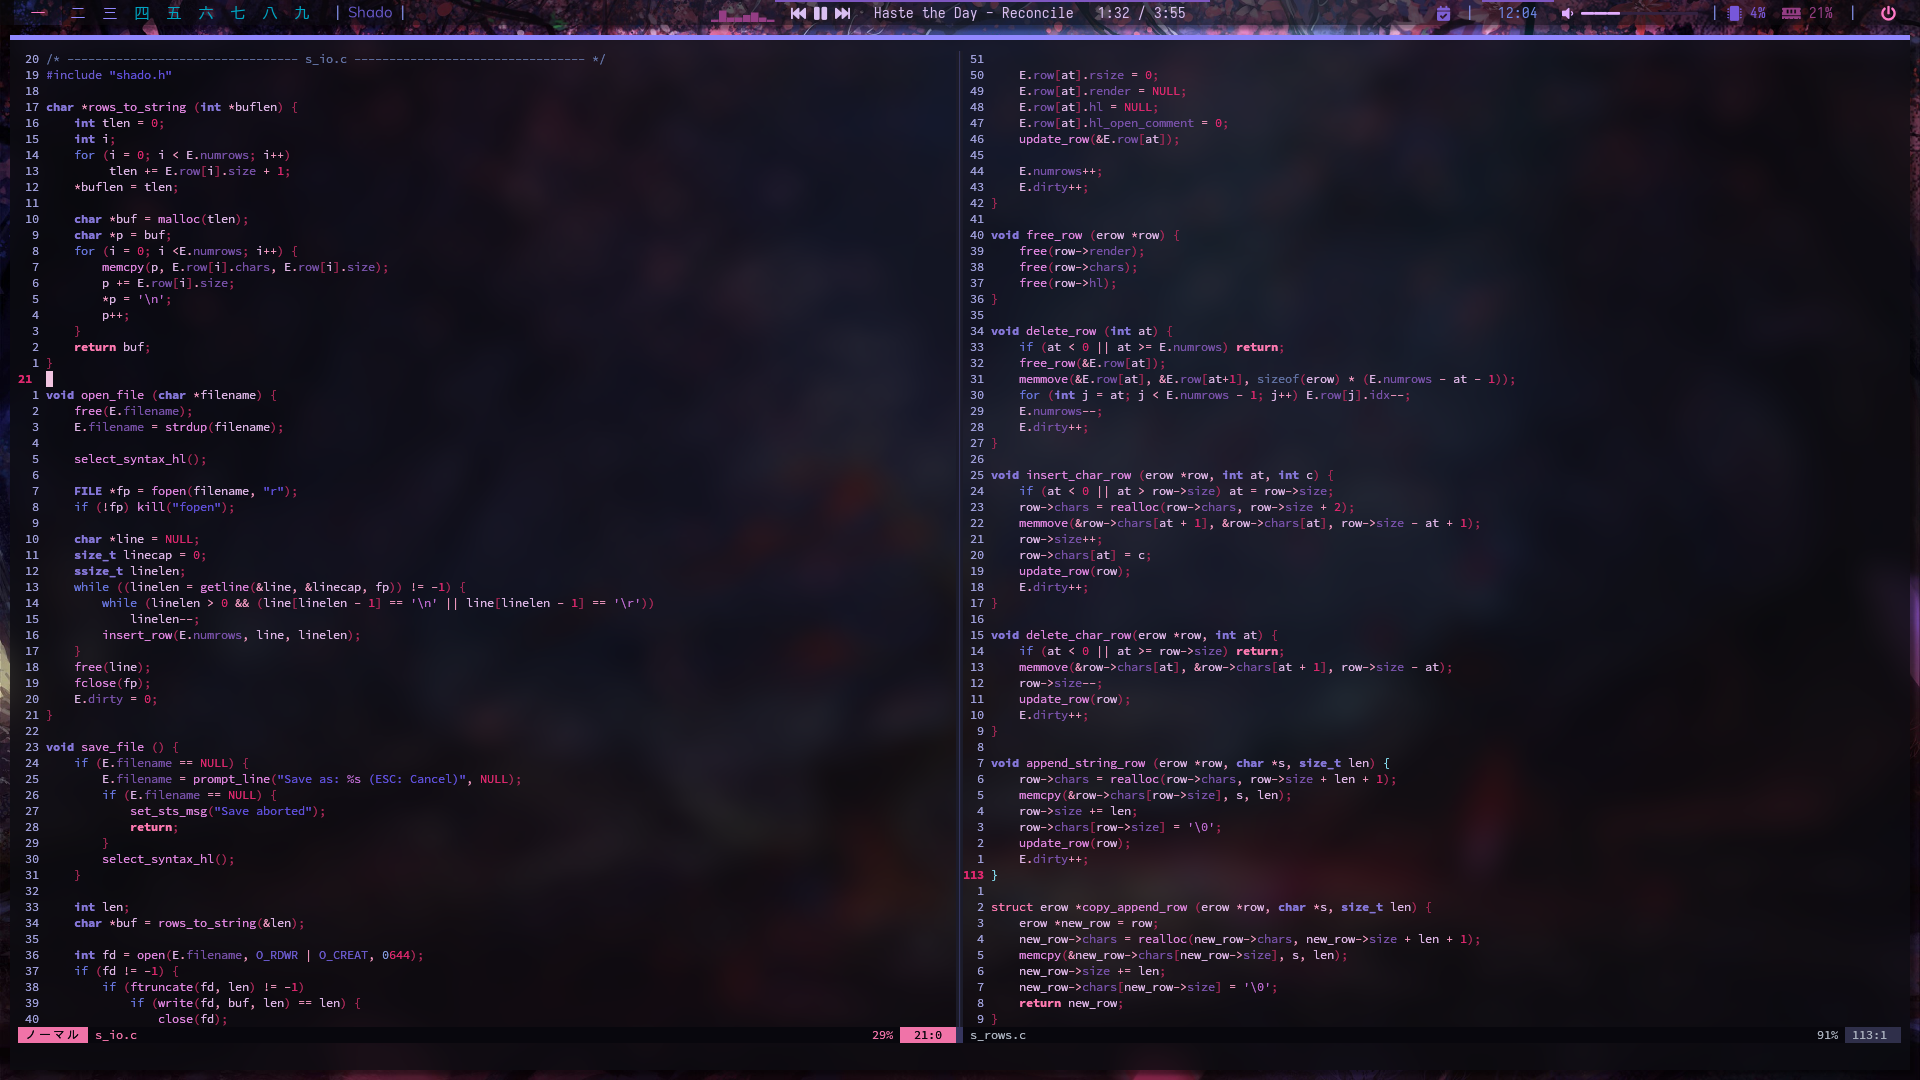 一 二 三 四 五 六 七 八 九 | Shado |
Haste the Day - Reconcile 1:32 / 3:55
| 12:04 | 4% 21% |
20 /* --------------------------------- s_io.c --------------------------------- */
19 #include "shado.h"
18
17 char *rows_to_string (int *buflen) {
16     int tlen = 0;
15     int i;
14     for (i = 0; i < E.numrows; i++)
13          tlen += E.row[i].size + 1;
12     *buflen = tlen;
11
10     char *buf = malloc(tlen);
9     char *p = buf;
8     for (i = 0; i <E.numrows; i++) {
7         memcpy(p, E.row[i].chars, E.row[i].size);
6         p += E.row[i].size;
5         *p = '\n';
4         p++;
3     }
2     return buf;
1 }
21
1 void open_file (char *filename) {
2     free(E.filename);
3     E.filename = strdup(filename);
4
5     select_syntax_hl();
6
7     FILE *fp = fopen(filename, "r");
8     if (!fp) kill("fopen");
9
10     char *line = NULL;
11     size_t linecap = 0;
12     ssize_t linelen;
13     while ((linelen = getline(&line, &linecap, fp)) != -1) {
14         while (linelen > 0 && (line[linelen - 1] == '\n' || line[linelen - 1] == '\r'))
15             linelen--;
16         insert_row(E.numrows, line, linelen);
17     }
18     free(line);
19     fclose(fp);
20     E.dirty = 0;
21 }
22
23 void save_file () {
24     if (E.filename == NULL) {
25         E.filename = prompt_line("Save as: %s (ESC: Cancel)", NULL);
26         if (E.filename == NULL) {
27             set_sts_msg("Save aborted");
28             return;
29         }
30         select_syntax_hl();
31     }
32
33     int len;
34     char *buf = rows_to_string(&len);
35
36     int fd = open(E.filename, O_RDWR | O_CREAT, 0644);
37     if (fd != -1) {
38         if (ftruncate(fd, len) != -1)
39             if (write(fd, buf, len) == len) {
40                 close(fd);
ノーマル s_io.c 29% 21:0
51
50     E.row[at].rsize = 0;
49     E.row[at].render = NULL;
48     E.row[at].hl = NULL;
47     E.row[at].hl_open_comment = 0;
46     update_row(&E.row[at]);
45
44     E.numrows++;
43     E.dirty++;
42 }
41
40 void free_row (erow *row) {
39     free(row->render);
38     free(row->chars);
37     free(row->hl);
36 }
35
34 void delete_row (int at) {
33     if (at < 0 || at >= E.numrows) return;
32     free_row(&E.row[at]);
31     memmove(&E.row[at], &E.row[at+1], sizeof(erow) * (E.numrows - at - 1));
30     for (int j = at; j < E.numrows - 1; j++) E.row[j].idx--;
29     E.numrows--;
28     E.dirty++;
27 }
26
25 void insert_char_row (erow *row, int at, int c) {
24     if (at < 0 || at > row->size) at = row->size;
23     row->chars = realloc(row->chars, row->size + 2);
22     memmove(&row->chars[at + 1], &row->chars[at], row->size - at + 1);
21     row->size++;
20     row->chars[at] = c;
19     update_row(row);
18     E.dirty++;
17 }
16
15 void delete_char_row(erow *row, int at) {
14     if (at < 0 || at >= row->size) return;
13     memmove(&row->chars[at], &row->chars[at + 1], row->size - at);
12     row->size--;
11     update_row(row);
10     E.dirty++;
9 }
8
7 void append_string_row (erow *row, char *s, size_t len) {
6     row->chars = realloc(row->chars, row->size + len + 1);
5     memcpy(&row->chars[row->size], s, len);
4     row->size += len;
3     row->chars[row->size] = '\0';
2     update_row(row);
1     E.dirty++;
113 }
1
2 struct erow *copy_append_row (erow *row, char *s, size_t len) {
3     erow *new_row = row;
4     new_row->chars = realloc(new_row->chars, new_row->size + len + 1);
5     memcpy(&new_row->chars[new_row->size], s, len);
6     new_row->size += len;
7     new_row->chars[new_row->size] = '\0';
8     return new_row;
9 }
s_rows.c 91% 113:1